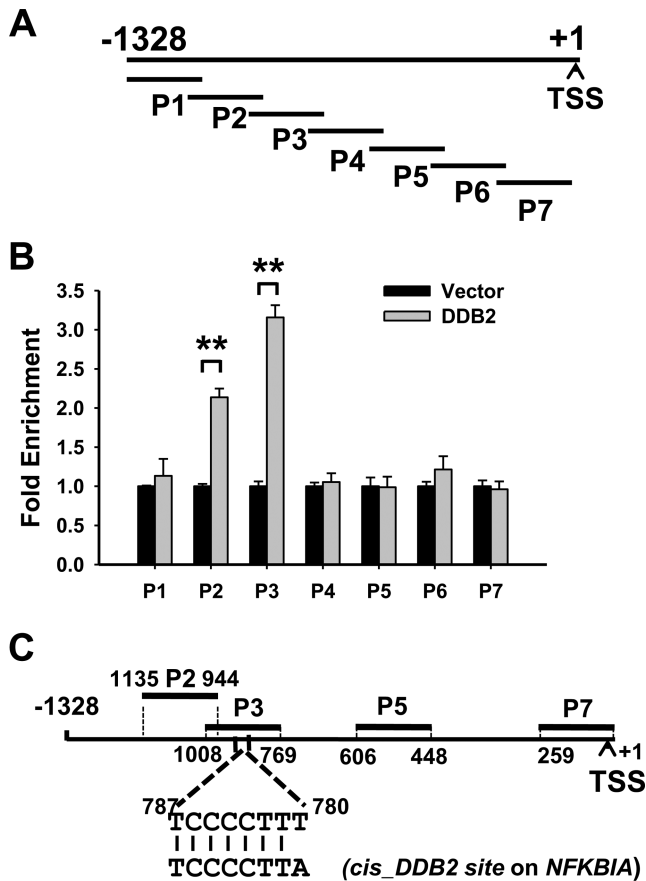 A
-1328 +1
TSS
P1
P2
P3
P4
P5
P6
P7
B
Fold Enrichment
3.5
3.0
2.5
2.0
1.5
1.0
0.5
0.0
**
**
Vector
DDB2
P1 P2 P3 P4 P5 P6 P7
C
1135 P2 944
-1328 P3 P5 P7
1008 769 606 448 259 +1
TSS
787 780
TCCCCTTT
TCCCCTTA (cis_DDB2 site on NFKBIA)